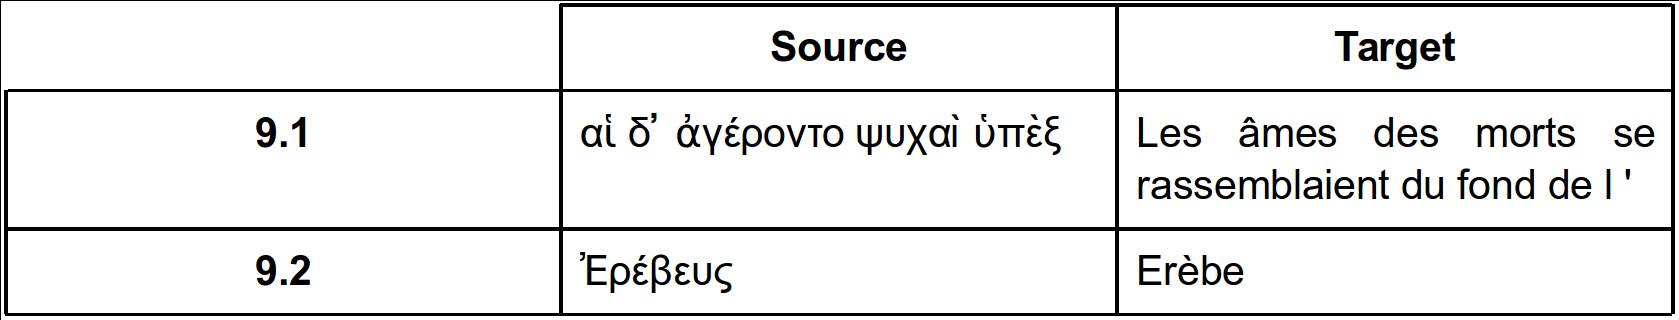 Source Target
9.1 αἱ δ’ ἀγέροντο ψυχαὶ ὑπὲξ Les âmes des morts se
rassemblaient du fond de l '
9.2 Ἐρέβευς Erèbe